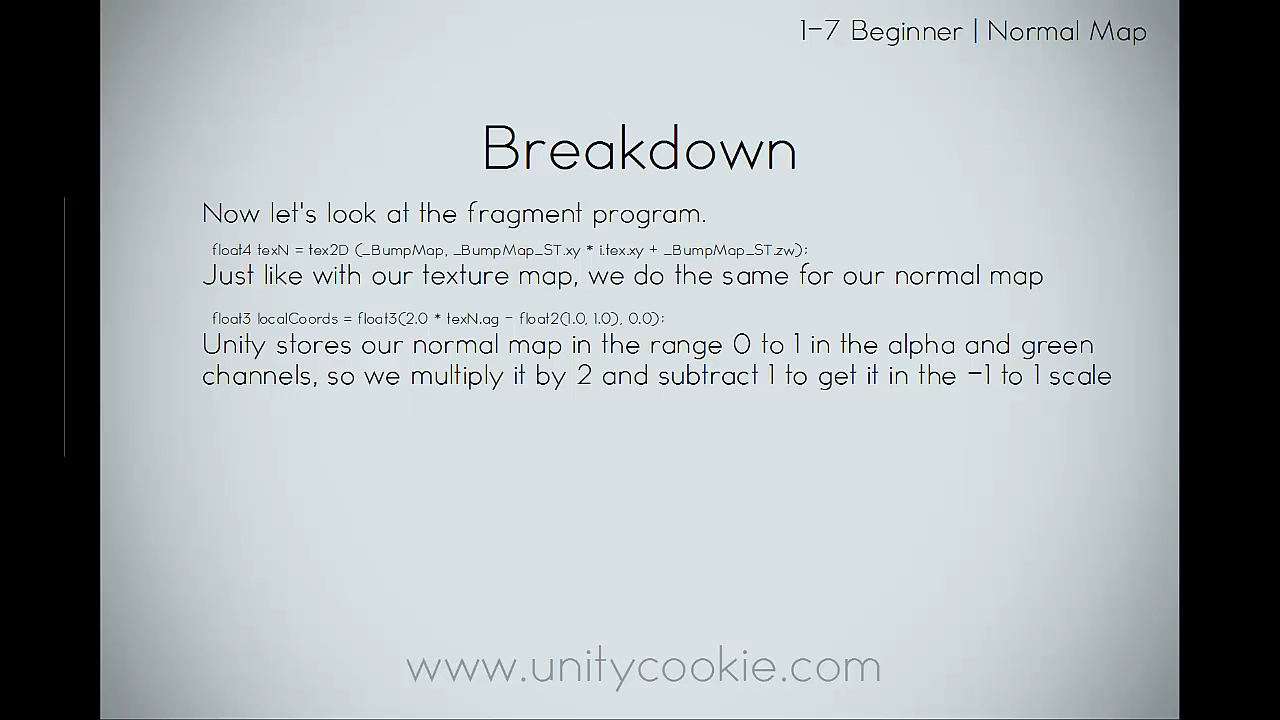 1-7 Beginner | Normal Map
Breakdown
Now let's look at the fragment program.
float4 texN = tex2D (_BumpMap, _BumpMap_ST.xy * i.tex.xy + _BumpMap_ST.zw);
Just like with our texture map, we do the same for our normal map
float3 localCoords = float3(2.0 * texN.ag - float2(1.0, 1.0), 0.0);
Unity stores our normal map in the range 0 to 1 in the alpha and green
channels, so we multiply it by 2 and subtract 1 to get it in the -1 to 1 scale
www.unitycookie.com